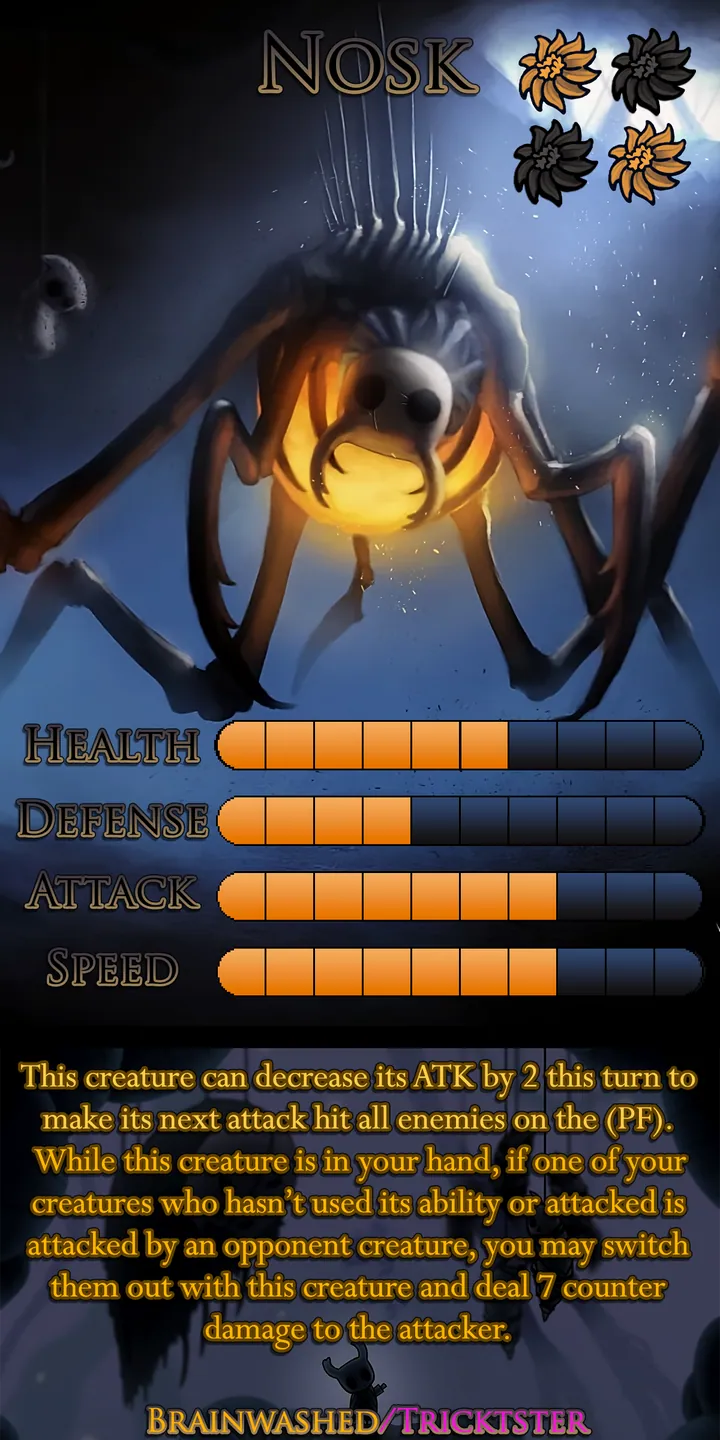 Nosk
Health
Defense
Attack
Speed
This creature can decrease its ATK by 2 this turn to
make its next attack hit all enemies on the (PF).
While this creature is in your hand, if one of your
creatures who hasn't used its ability or attacked is
attacked by an opponent creature, you may switch
them out with this creature and deal 7 counter
damage to the attacker.
Brainwashed/Tricktster